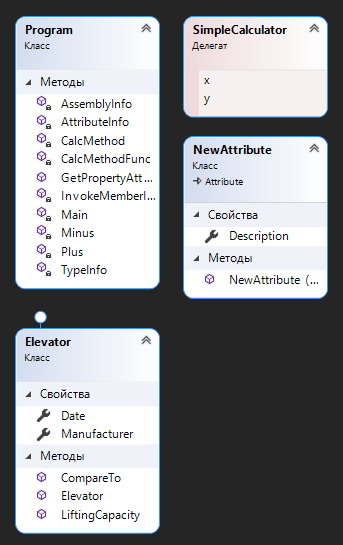 Program
Класс
Методы
AssemblyInfo
AttributeInfo
CalcMethod
CalcMethodFunc
GetPropertyAtt...
InvokeMemberI...
Main
Minus
Plus
TypeInfo
SimpleCalculator
Делегат
x
y
NewAttribute
Класс
Attribute
Свойства
Description
Методы
NewAttribute (...
Elevator
Класс
Свойства
Date
Manufacturer
Методы
CompareTo
Elevator
LiftingCapacity